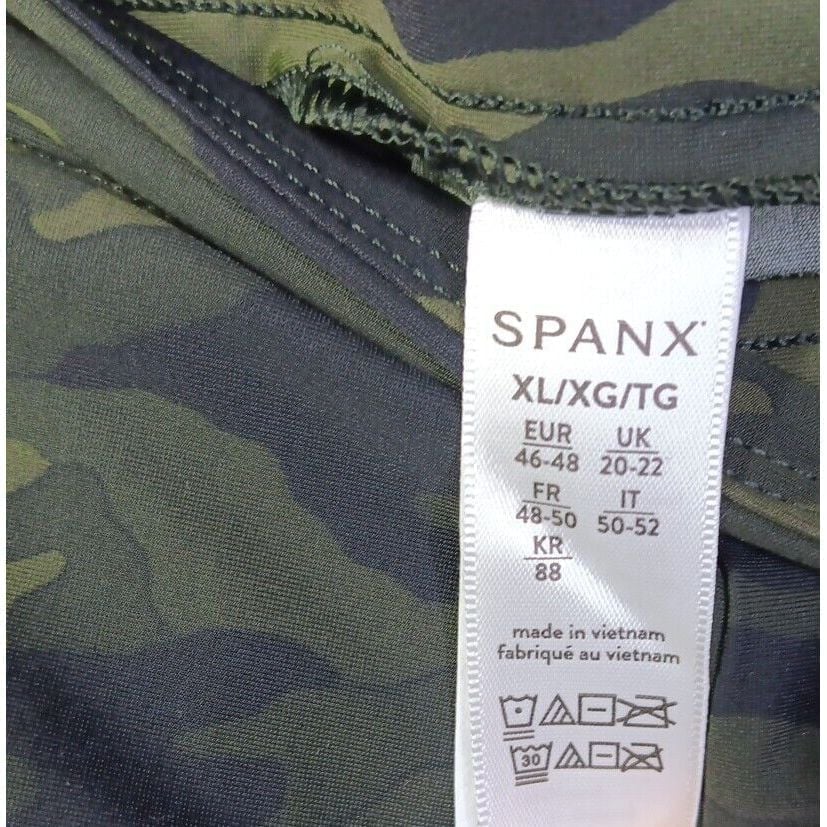 SPANX
XL/XG/TG
EUR UK
46-48 20-22
FR IT
48-50 50-52
KR
88
made in vietnam
fabriqué au vietnam
30